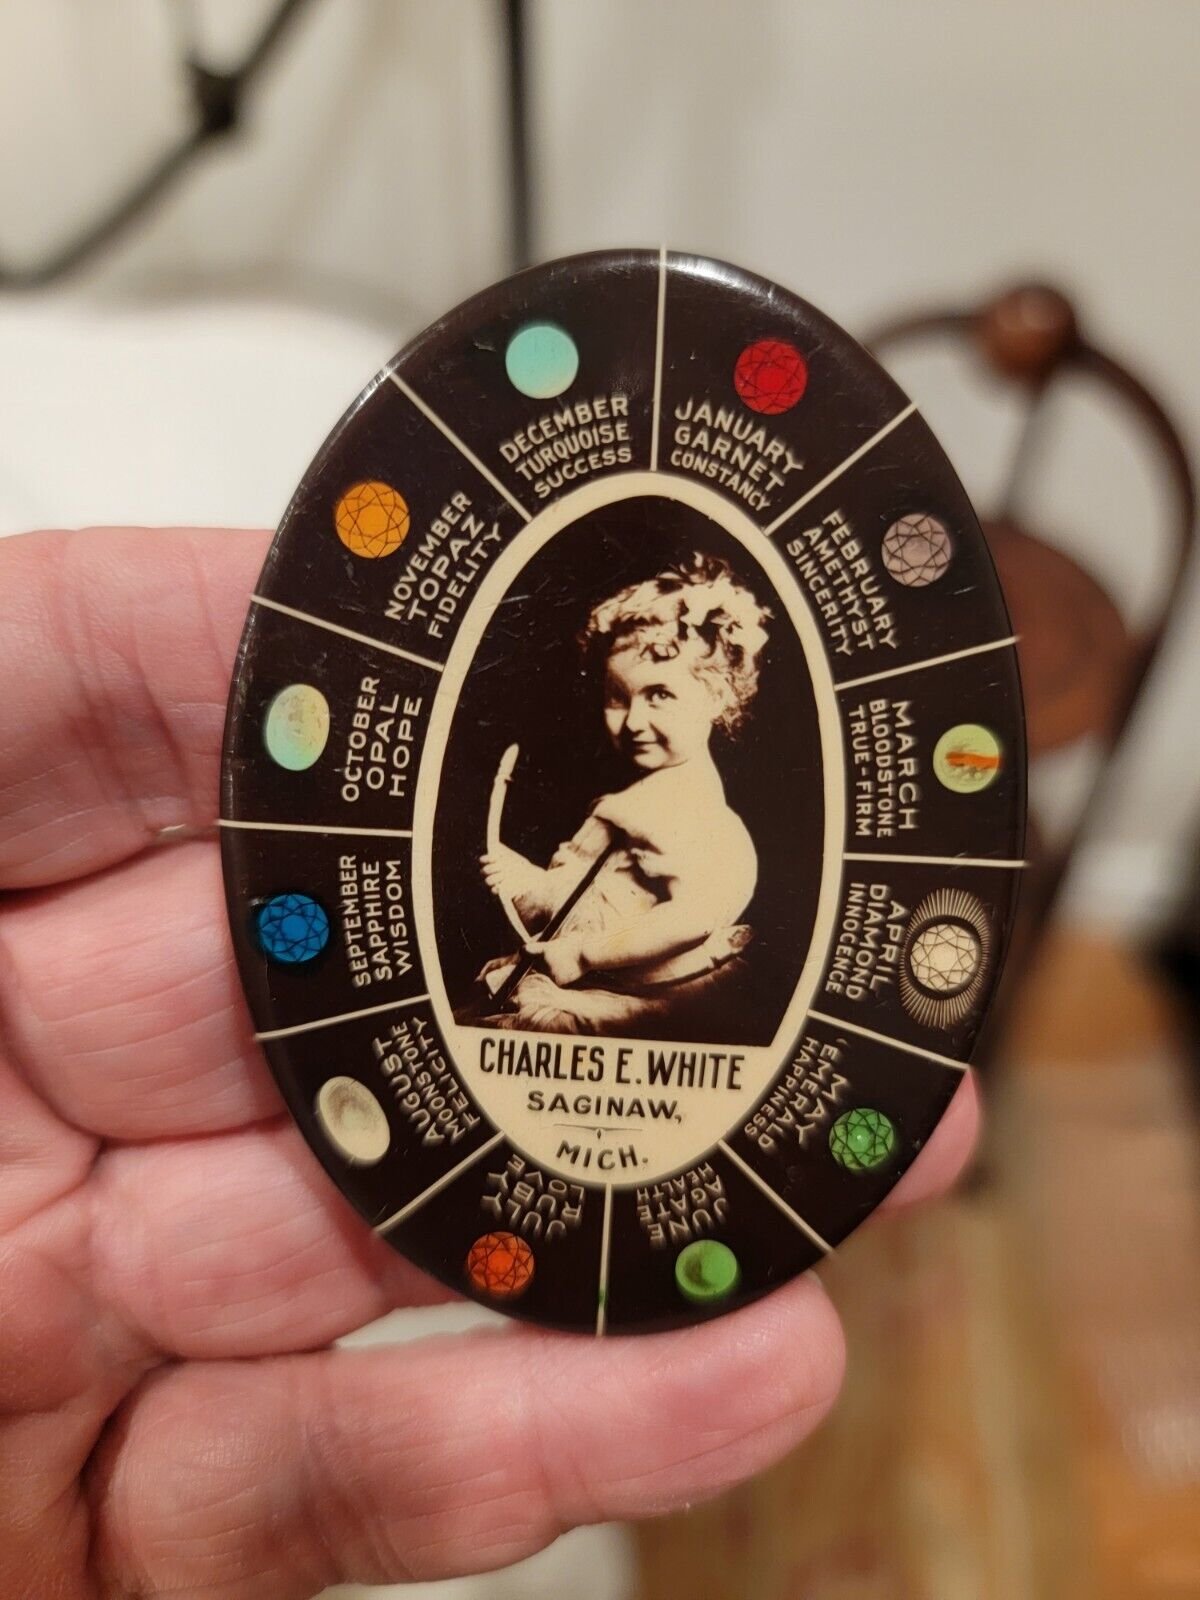 JANUARY
GARNET
CONSTANCY
FEBRUARY
AMETHYST
SINCERITY
MARCH
BLOODSTONE
TRUE-FIRM
APRIL
DIAMOND
INNOCENCE
MAY
EMERALD
HAPPINESS
JUNE
AGATE
HEALTH
JULY
RUBY
LOVE
AUGUST
MOONSTONE
FELICITY
SEPTEMBER
SAPPHIRE
WISDOM
OCTOBER
OPAL
HOPE
NOVEMBER
TOPAZ
FIDELITY
DECEMBER
TURQUOISE
SUCCESS
CHARLES E. WHITE
SAGINAW,
MICH.